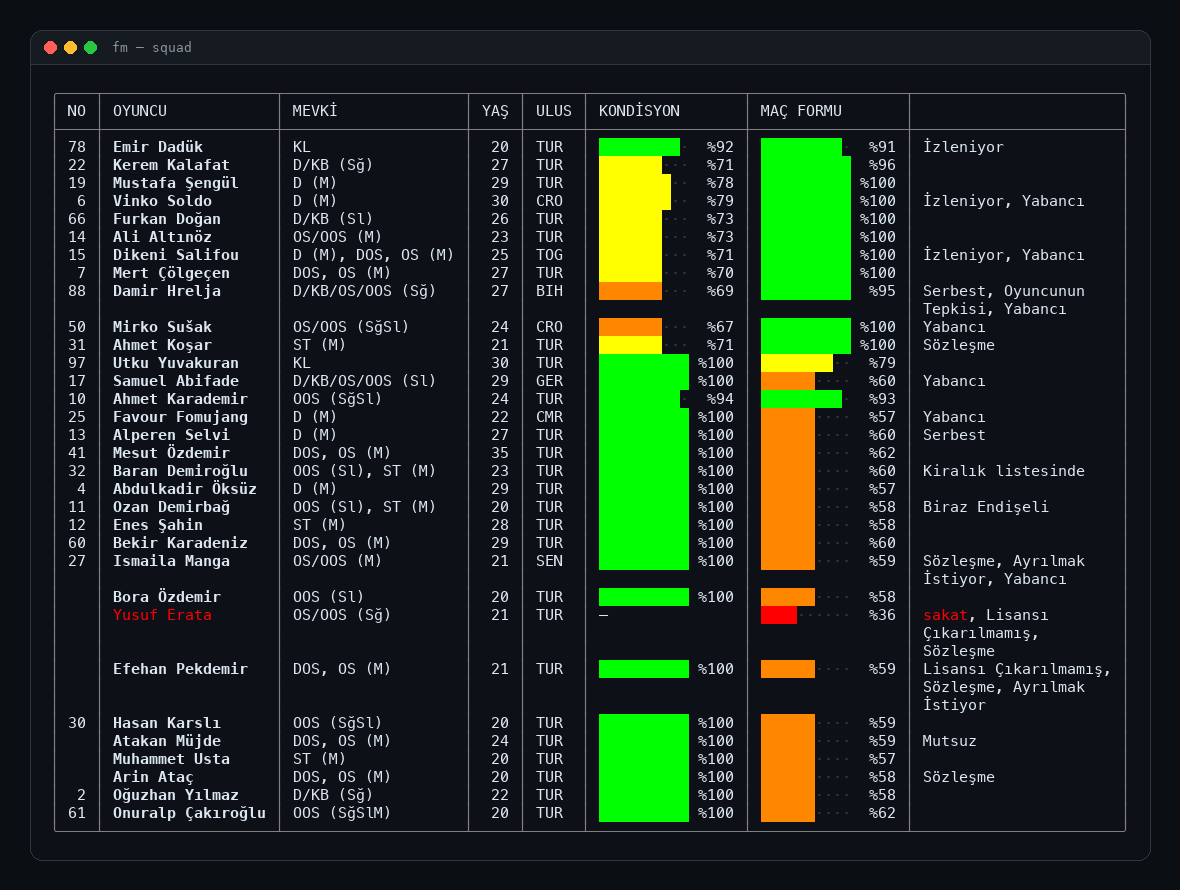 fm — squad
NO OYUNCU MEVKİ YAŞ ULUS KONDİSYON MAÇ FORMU
78 Emir Dadük KL 20 TUR %92 %91 İzleniyor
22 Kerem Kalafat D/KB (Sğ) 27 TUR %71 %96
19 Mustafa Şengül D (M) 29 TUR %78 %100
6 Vinko Soldo D (M) 30 CRO %79 %100 İzleniyor, Yabancı
66 Furkan Doğan D/KB (Sl) 26 TUR %73 %100
14 Ali Altınöz OS/OOS (M) 23 TUR %73 %100
15 Dikeni Salifou D (M), DOS, OS (M) 25 TOG %71 %100 İzleniyor, Yabancı
7 Mert Çölgeçen DOS, OS (M) 27 TUR %70 %100
88 Damir Hrelja D/KB/OS/OOS (Sğ) 27 BIH %69 %95 Serbest, Oyuncunun
Tepkisi, Yabancı
50 Mirko Sušak OS/OOS (SğSl) 24 CRO %67 %100 Yabancı
31 Ahmet Koşar ST (M) 21 TUR %71 %100 Sözleşme
97 Utku Yuvakuran KL 30 TUR %100 %79
17 Samuel Abifade D/KB/OS/OOS (Sl) 29 GER %100 %60 Yabancı
10 Ahmet Karademir OOS (SğSl) 24 TUR %94 %93
25 Favour Fomujang D (M) 22 CMR %100 %57 Yabancı
13 Alperen Selvi D (M) 27 TUR %100 %60 Serbest
41 Mesut Özdemir DOS, OS (M) 35 TUR %100 %62
32 Baran Demiroğlu OOS (Sl), ST (M) 23 TUR %100 %60 Kiralık listesinde
4 Abdulkadir Öksüz D (M) 29 TUR %100 %57
11 Ozan Demirbağ OOS (Sl), ST (M) 20 TUR %100 %58 Biraz Endişeli
12 Enes Şahin ST (M) 28 TUR %100 %58
60 Bekir Karadeniz DOS, OS (M) 29 TUR %100 %60
27 Ismaila Manga OS/OOS (M) 21 SEN %100 %59 Sözleşme, Ayrılmak
İstiyor, Yabancı
Bora Özdemir OOS (Sl) 20 TUR %100 %58
Yusuf Erata OS/OOS (Sğ) 21 TUR — %36 sakat, Lisansı
Çıkarılmamış,
Sözleşme
Efehan Pekdemir DOS, OS (M) 21 TUR %100 %59 Lisansı Çıkarılmamış,
Sözleşme, Ayrılmak
İstiyor
30 Hasan Karslı OOS (SğSl) 20 TUR %100 %59
Atakan Müjde DOS, OS (M) 24 TUR %100 %59 Mutsuz
Muhammet Usta ST (M) 20 TUR %100 %57
Arin Ataç DOS, OS (M) 20 TUR %100 %58 Sözleşme
2 Oğuzhan Yılmaz D/KB (Sğ) 22 TUR %100 %58
61 Onuralp Çakıroğlu OOS (SğSlM) 20 TUR %100 %62